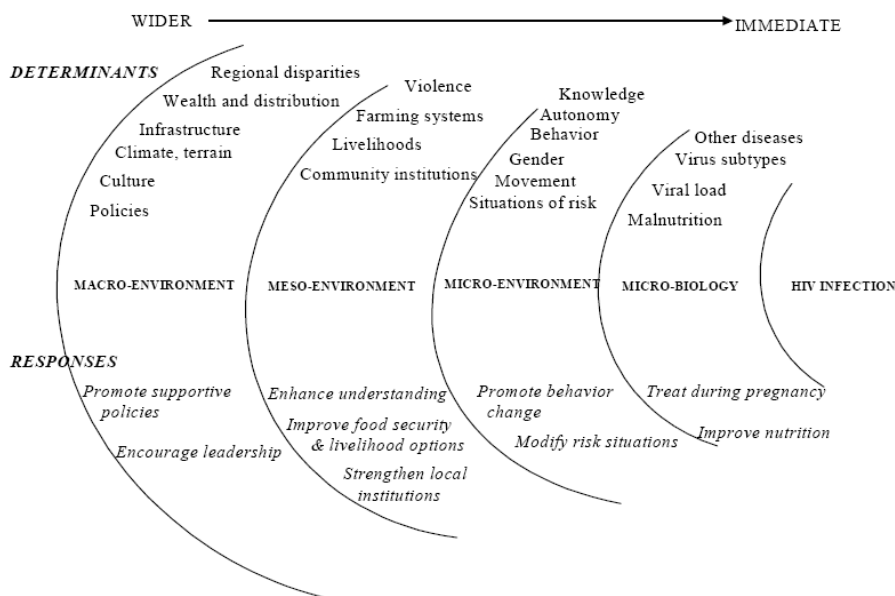 WIDER
IMMEDIATE
DETERMINANTS
Regional disparities
Wealth and distribution
Infrastructure
Climate, terrain
Culture
Policies
Violence
Farming systems
Livelihoods
Community institutions
Knowledge
Autonomy
Behavior
Gender
Movement
Situations of risk
Other diseases
Virus subtypes
Viral load
Malnutrition
MACRO-ENVIRONMENT
MESO-ENVIRONMENT
MICRO-ENVIRONMENT
MICRO-BIOLOGY
HIV INFECTION
RESPONSES
Promote supportive
policies
Encourage leadership
Enhance understanding
Improve food security
& livelihood options
Strengthen local
institutions
Promote behavior
change
Modify risk situations
Treat during pregnancy
Improve nutrition